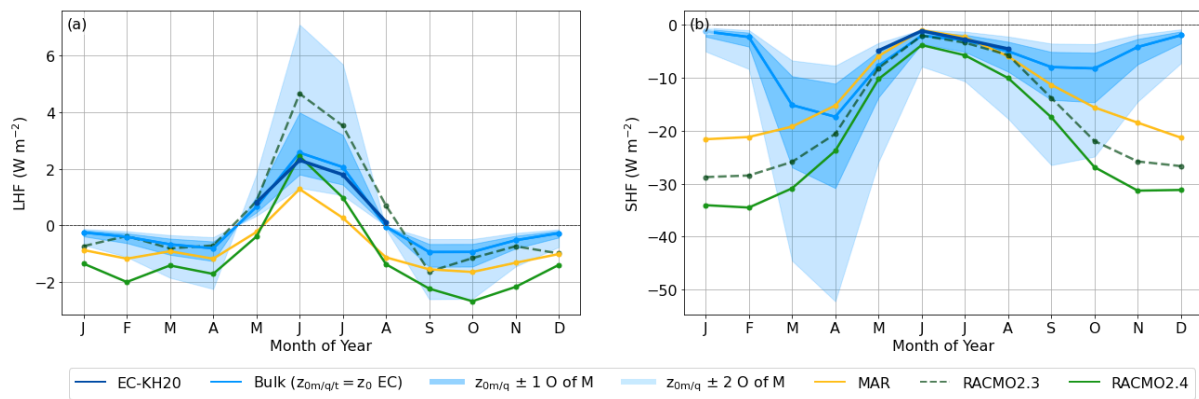 (a)
LHF (W m⁻²)
6
4
2
0
−2
J F M A M J J A S O N D
Month of Year
(b)
SHF (W m⁻²)
0
−10
−20
−30
−40
−50
J F M A M J J A S O N D
Month of Year
EC-KH20 Bulk (z₀ₘ/q/t = z₀ EC) z₀ₘ/q ± 1 O of M z₀ₘ/q ± 2 O of M MAR RACMO2.3 RACMO2.4